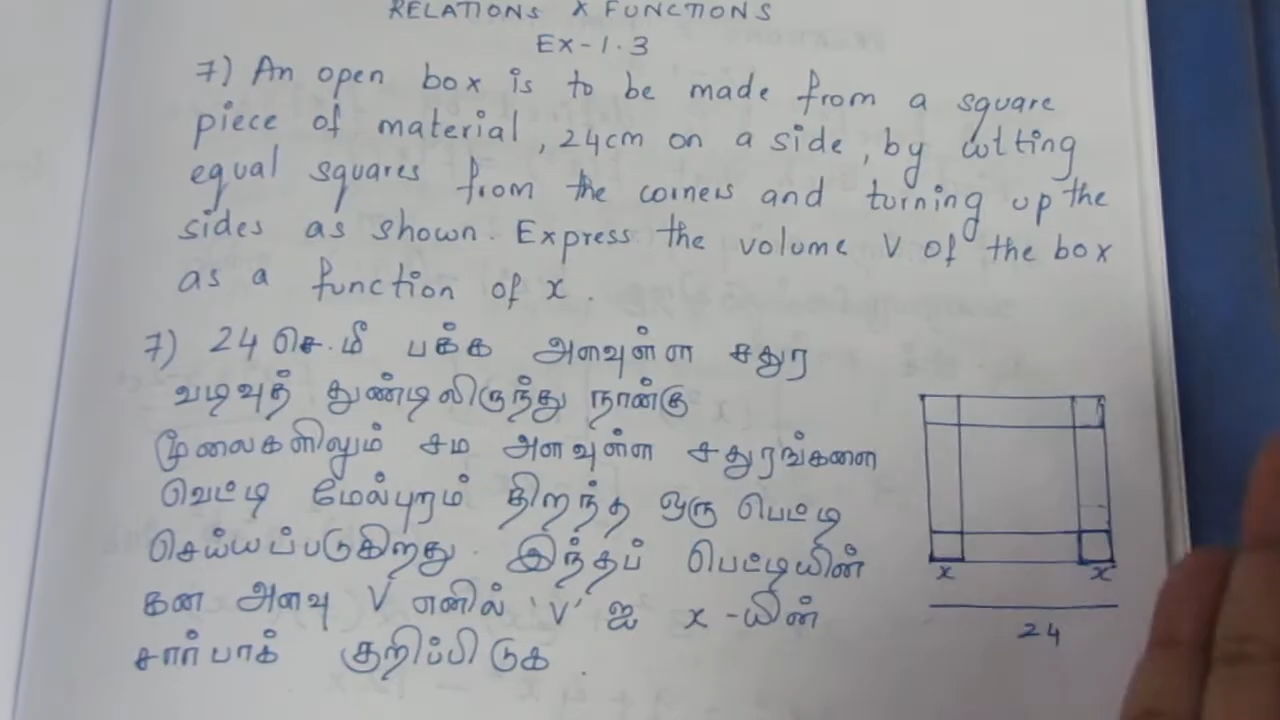 RELATIONS & FUNCTIONS
Ex-1.3
7) An open box is to be made from a square
piece of material, 24cm on a side, by cutting
equal squares from the corners and turning up the
sides as shown. Express the volume V of the box
as a function of x.
7) 24 செ.மீ பக்க அளவுள்ள சதுர
வடிவத் துண்டிலிருந்து நான்கு
மூலைகளிலும் சம அளவுள்ள சதுரங்களை
வெட்டி மேல்புறம் திறந்த ஒரு பெட்டி
செய்யப்படுகிறது. இந்தப் பெட்டியின்
கன அளவு V எனில் 'V' ஐ x -யின்
சார்பாக் குறிப்பிடுக.
x x
24